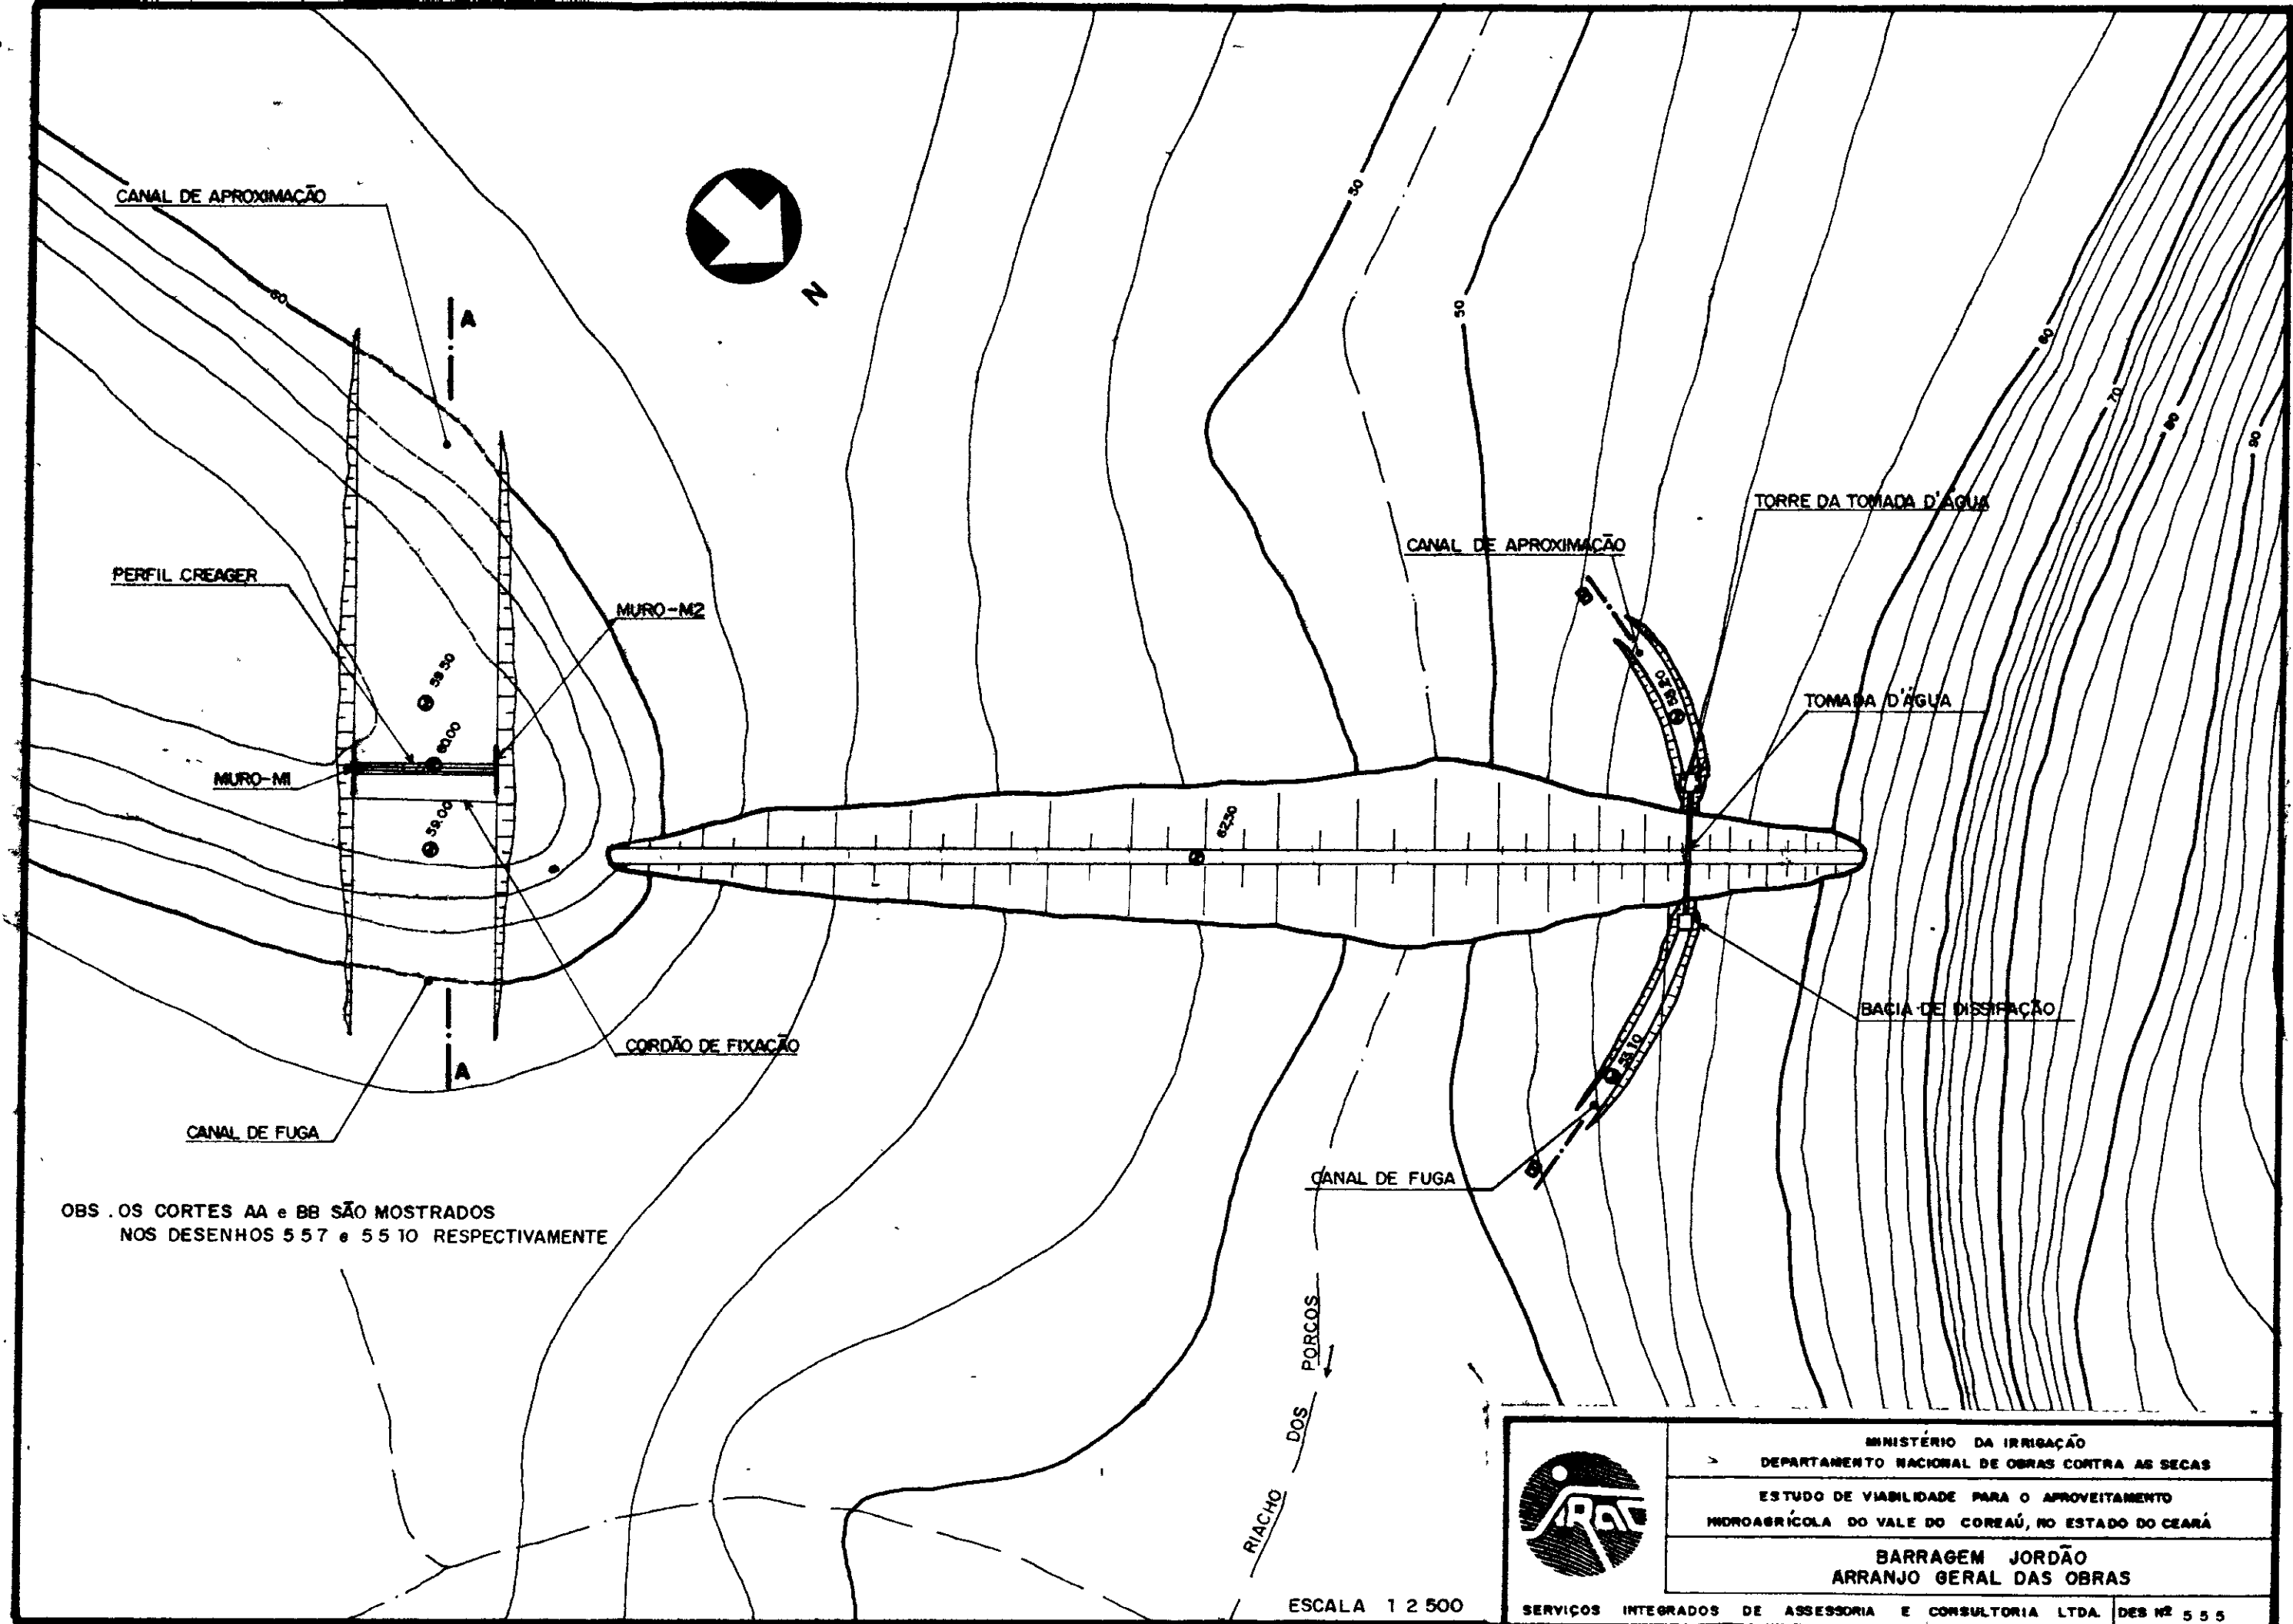 CANAL DE APROXIMAÇÃO
60
A
N
50
50
60
70
80
90
TORRE DA TOMADA D'ÁGUA
CANAL DE APROXIMAÇÃO
PERFIL CREAGER
MURO-M2
B
59.50
53.20
TOMADA D'ÁGUA
60.00
MURO-M1
59.00
62,50
BACIA DE DISSIPAÇÃO
CORDÃO DE FIXAÇÃO
53.10
A
CANAL DE FUGA
B
CANAL DE FUGA
OBS . OS CORTES AA e BB SÃO MOSTRADOS
NOS DESENHOS 5 5 7 e 5 5 10 RESPECTIVAMENTE
RIACHO DOS PORCOS
ESCALA 1 2 500
MINISTÉRIO DA IRRIGAÇÃO
DEPARTAMENTO NACIONAL DE OBRAS CONTRA AS SECAS
ESTUDO DE VIABILIDADE PARA O APROVEITAMENTO
HIDROAGRÍCOLA DO VALE DO COREAÚ, NO ESTADO DO CEARÁ
BARRAGEM JORDÃO
ARRANJO GERAL DAS OBRAS
SERVIÇOS INTEGRADOS DE ASSESSORIA E CONSULTORIA LTDA. DES Nº 5 5 5